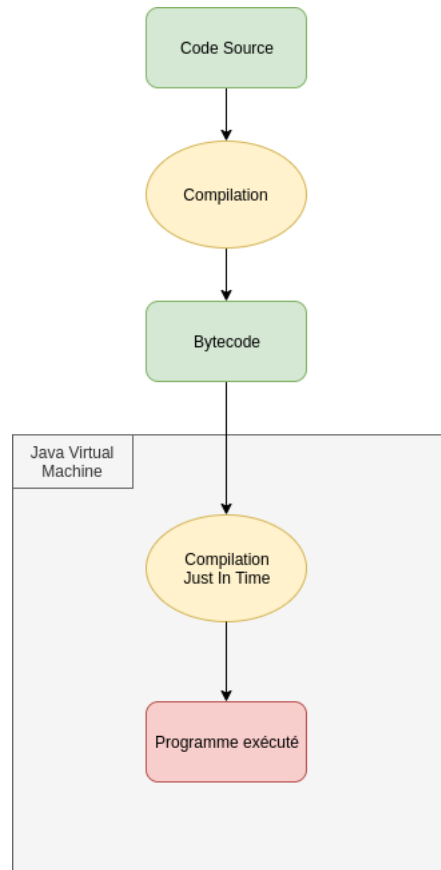 Code Source
Compilation
Bytecode
Java Virtual
Machine
Compilation
Just In Time
Programme exécuté